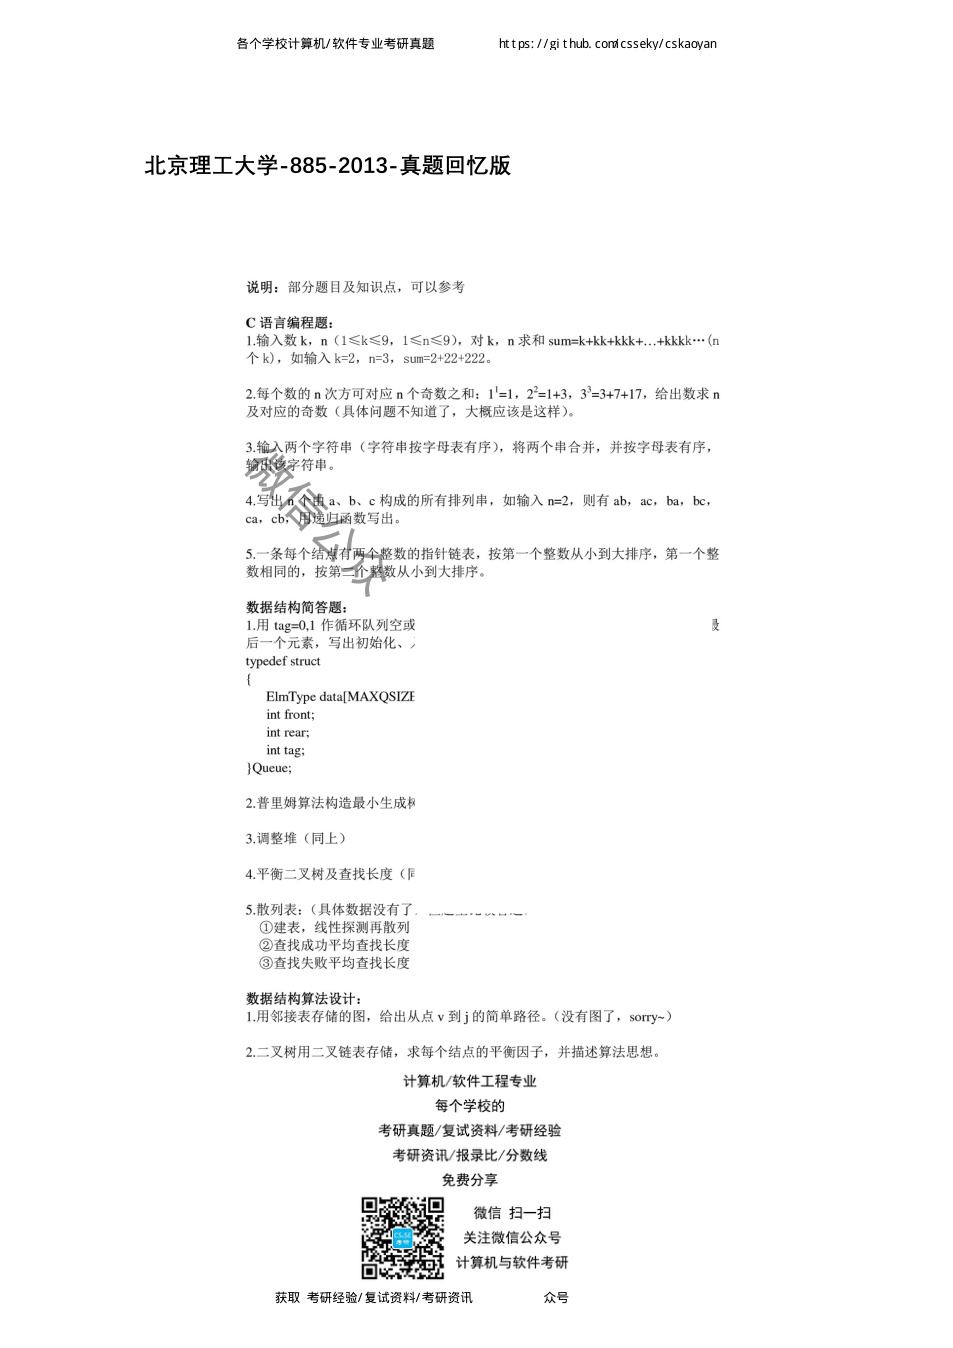 各个学校计算机/软件专业考研真题 https://github.com/csseky/cskaoyan
北京理工大学-885-2013-真题回忆版
说明：部分题目及知识点，可以参考
C 语言编程题：
1.输入数 k，n（1≤k≤9，1≤n≤9），对 k，n 求和 sum=k+kk+kkk+…+kkkk…(n
个 k)，如输入 k=2，n=3，sum=2+22+222。
2.每个数的 n 次方可对应 n 个奇数之和：1¹=1，2²=1+3，3³=3+7+17，给出数求 n
及对应的奇数（具体问题不知道了，大概应该是这样）。
3.输入两个字符串（字符串按字母表有序），将两个串合并，并按字母表有序，
输出该字符串。
4.写出 n 个由 a、b、c 构成的所有排列串，如输入 n=2，则有 ab，ac，ba，bc，
ca，cb，用递归函数写出。
5.一条每个结点有两个整数的指针链表，按第一个整数从小到大排序，第一个整
数相同的，按第二个整数从小到大排序。
微信公众
数据结构简答题：
1.用 tag=0,1 作循环队列空或
后一个元素，写出初始化、
typedef struct
{
ElmType data[MAXQSIZE
int front;
int rear;
int tag;
}Queue;
2.普里姆算法构造最小生成树
3.调整堆（同上）
4.平衡二叉树及查找长度（同
5.散列表：（具体数据没有了
①建表，线性探测再散列
②查找成功平均查找长度
③查找失败平均查找长度
数据结构算法设计：
1.用邻接表存储的图，给出从点 v 到 j 的简单路径。（没有图了，sorry~）
2.二叉树用二叉链表存储，求每个结点的平衡因子，并描述算法思想。
计算机/软件工程专业
每个学校的
考研真题/复试资料/考研经验
考研资讯/报录比/分数线
免费分享
微信 扫一扫
关注微信公众号
计算机与软件考研
获取 考研经验/复试资料/考研资讯 众号